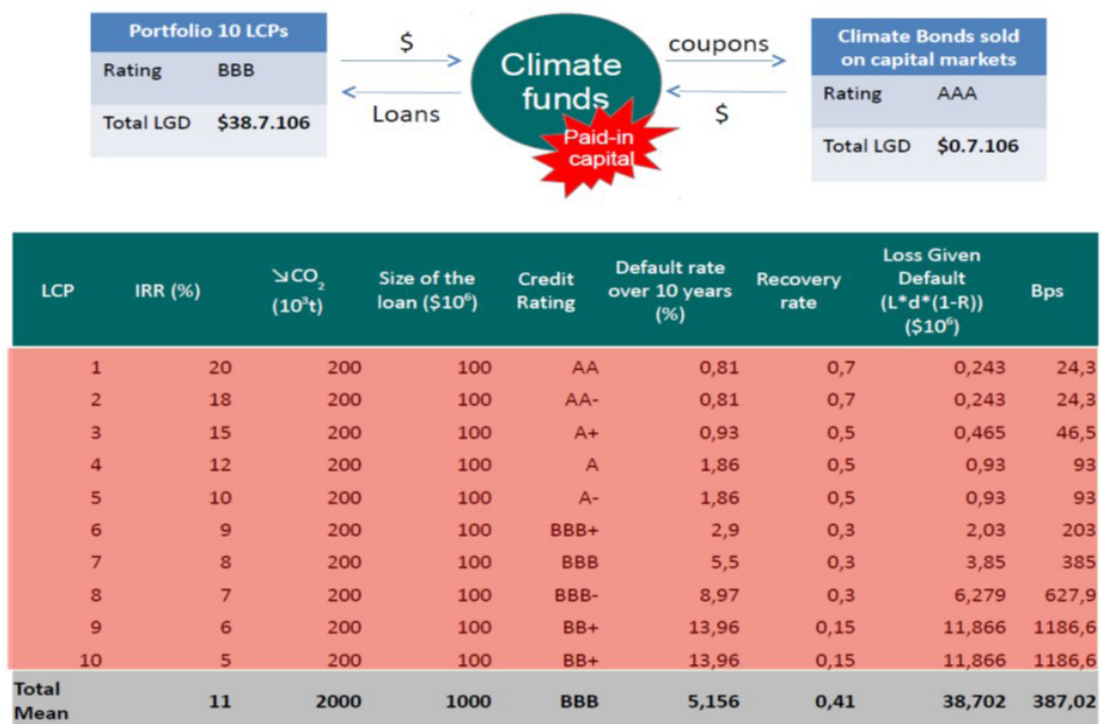 Portfolio 10 LCPs
Rating BBB
Total LGD $38.7.106
$
Loans
Climate
funds
Paid-in
capital
coupons
$
Climate Bonds sold
on capital markets
Rating AAA
Total LGD $0.7.106
LCP IRR (%) ↘CO₂ (10³t) Size of the loan ($10⁶) Credit Rating Default rate over 10 years (%) Recovery rate Loss Given Default (L*d*(1-R)) ($10⁶) Bps
1 20 200 100 AA 0,81 0,7 0,243 24,3
2 18 200 100 AA- 0,81 0,7 0,243 24,3
3 15 200 100 A+ 0,93 0,5 0,465 46,5
4 12 200 100 A 1,86 0,5 0,93 93
5 10 200 100 A- 1,86 0,5 0,93 93
6 9 200 100 BBB+ 2,9 0,3 2,03 203
7 8 200 100 BBB 5,5 0,3 3,85 385
8 7 200 100 BBB- 8,97 0,3 6,279 627,9
9 6 200 100 BB+ 13,96 0,15 11,866 1186,6
10 5 200 100 BB+ 13,96 0,15 11,866 1186,6
Total
Mean 11 2000 1000 BBB 5,156 0,41 38,702 387,02